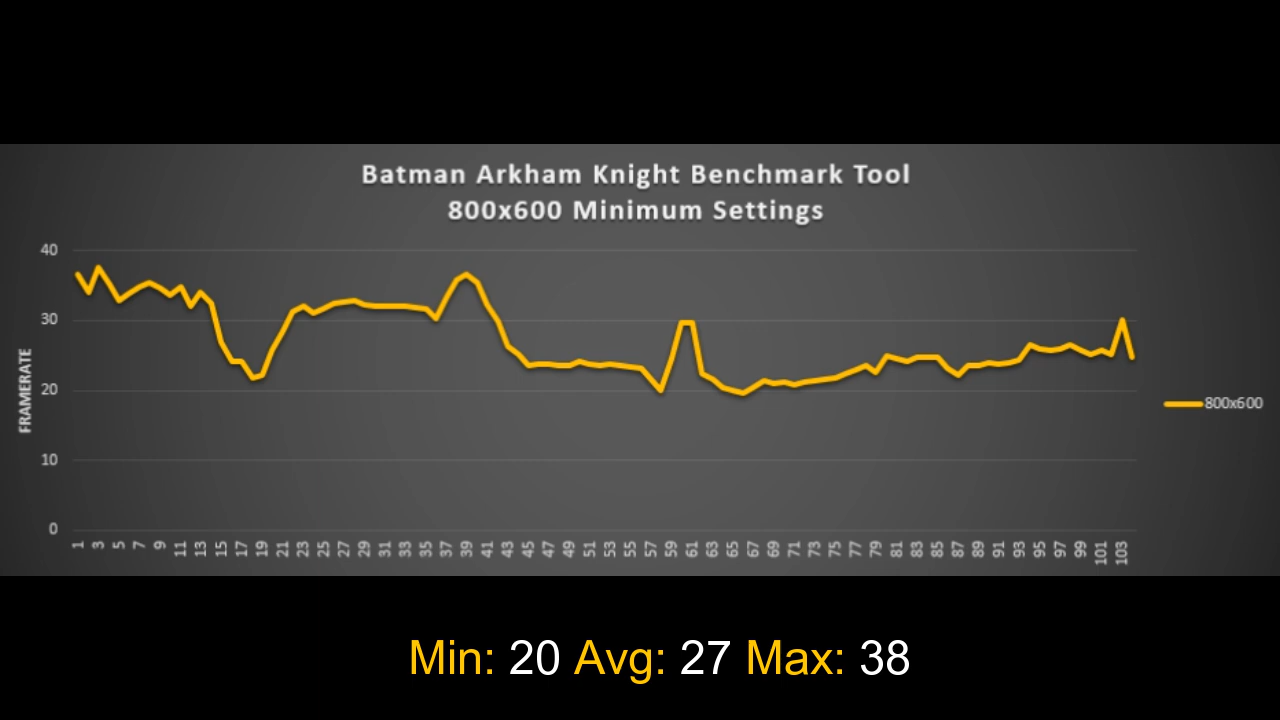 Batman Arkham Knight Benchmark Tool
800x600 Minimum Settings
40
30
20
10
0
FRAMERATE
1 3 5 7 9 11 13 15 17 19 21 23 25 27 29 31 33 35 37 39 41 43 45 47 49 51 53 55 57 59 61 63 65 67 69 71 73 75 77 79 81 83 85 87 89 91 93 95 97 99 101 103
800x600
Min: 20 Avg: 27 Max: 38